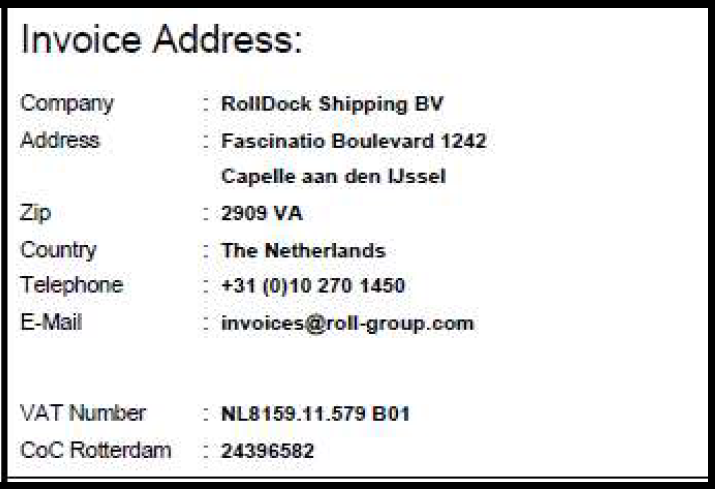 Invoice Address:
Company : RollDock Shipping BV
Address : Fascinatio Boulevard 1242
Capelle aan den IJssel
Zip : 2909 VA
Country : The Netherlands
Telephone : +31 (0)10 270 1450
E-Mail : invoices@roll-group.com
VAT Number : NL8159.11.579 B01
CoC Rotterdam : 24396582